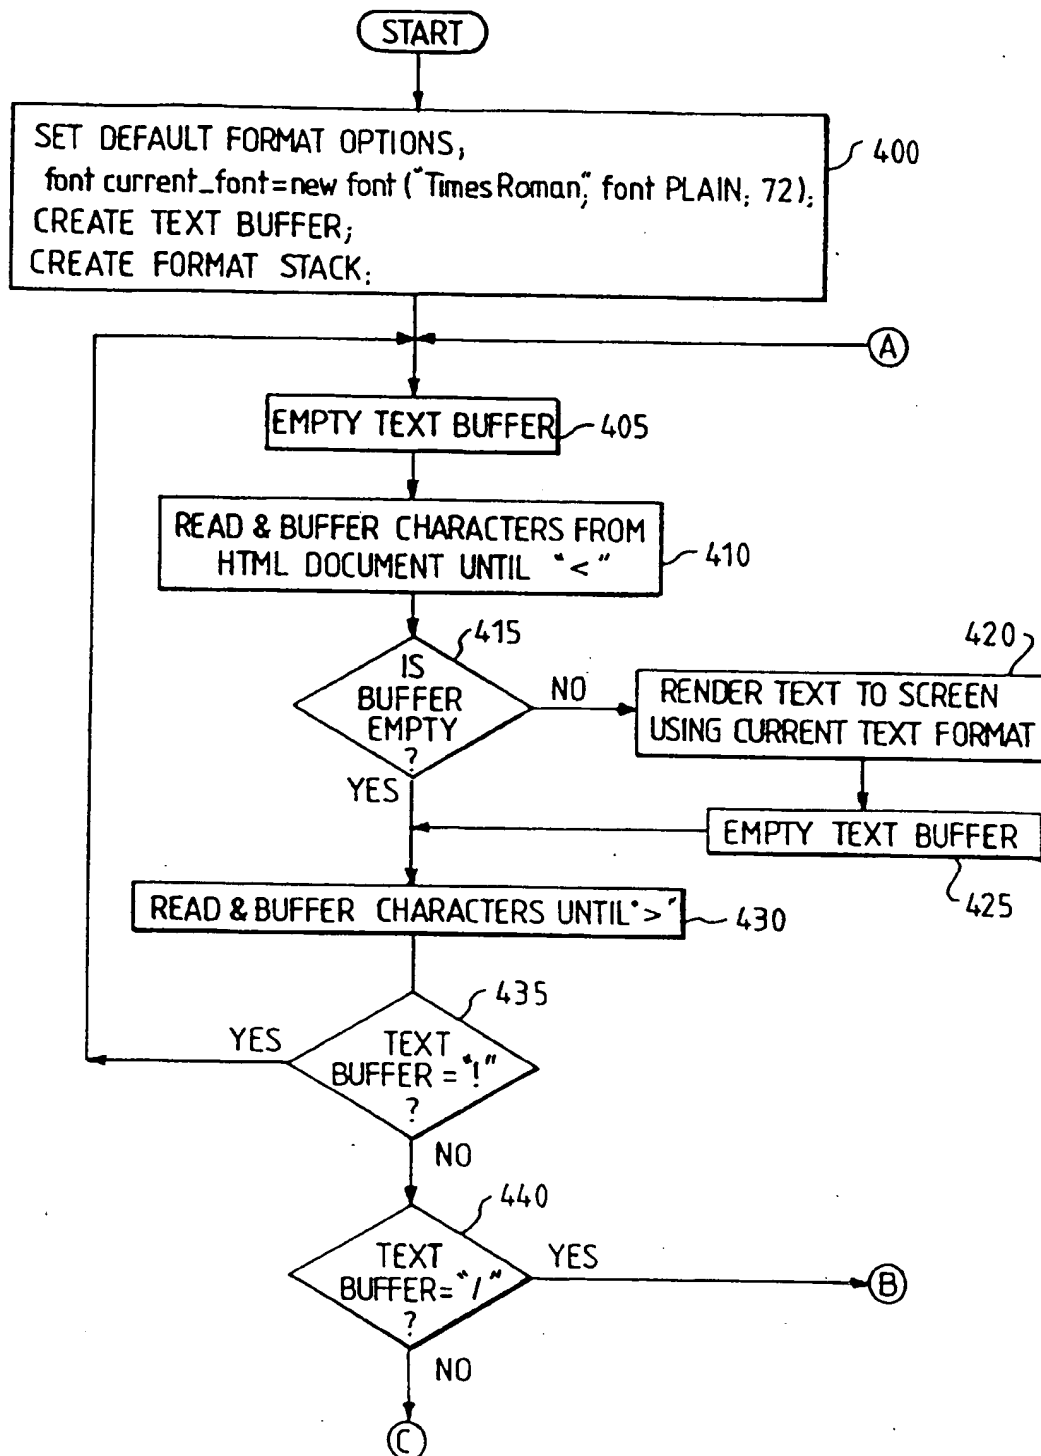 START
SET DEFAULT FORMAT OPTIONS;
font current_font=new font ("TimesRoman", font PLAIN; 72);
CREATE TEXT BUFFER;
CREATE FORMAT STACK;
400
A
EMPTY TEXT BUFFER
405
READ & BUFFER CHARACTERS FROM
HTML DOCUMENT UNTIL "<"
410
415
IS
BUFFER
EMPTY
?
NO
YES
420
RENDER TEXT TO SCREEN
USING CURRENT TEXT FORMAT
EMPTY TEXT BUFFER
425
READ & BUFFER CHARACTERS UNTIL ">"
430
435
YES
TEXT
BUFFER = "!"
?
NO
440
TEXT
BUFFER = "/"
?
YES
B
NO
C